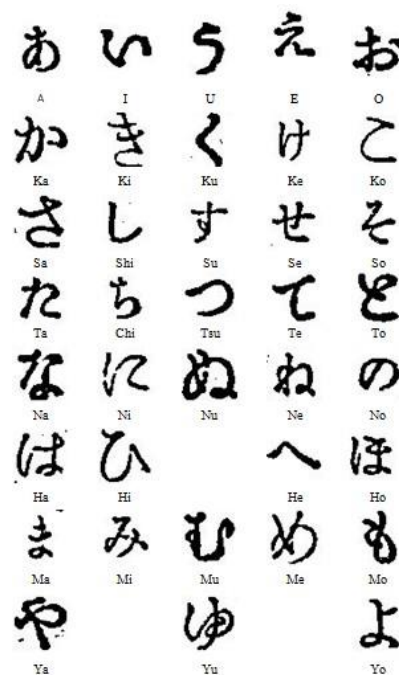 あ い う え お
A I U E O
か き く け こ
Ka Ki Ku Ke Ko
さ し す せ そ
Sa Shi Su Se So
た ち つ て と
Ta Chi Tsu Te To
な に ぬ ね の
Na Ni Nu Ne No
は ひ へ ほ
Ha Hi He Ho
ま み む め も
Ma Mi Mu Me Mo
や ゆ よ
Ya Yu Yo